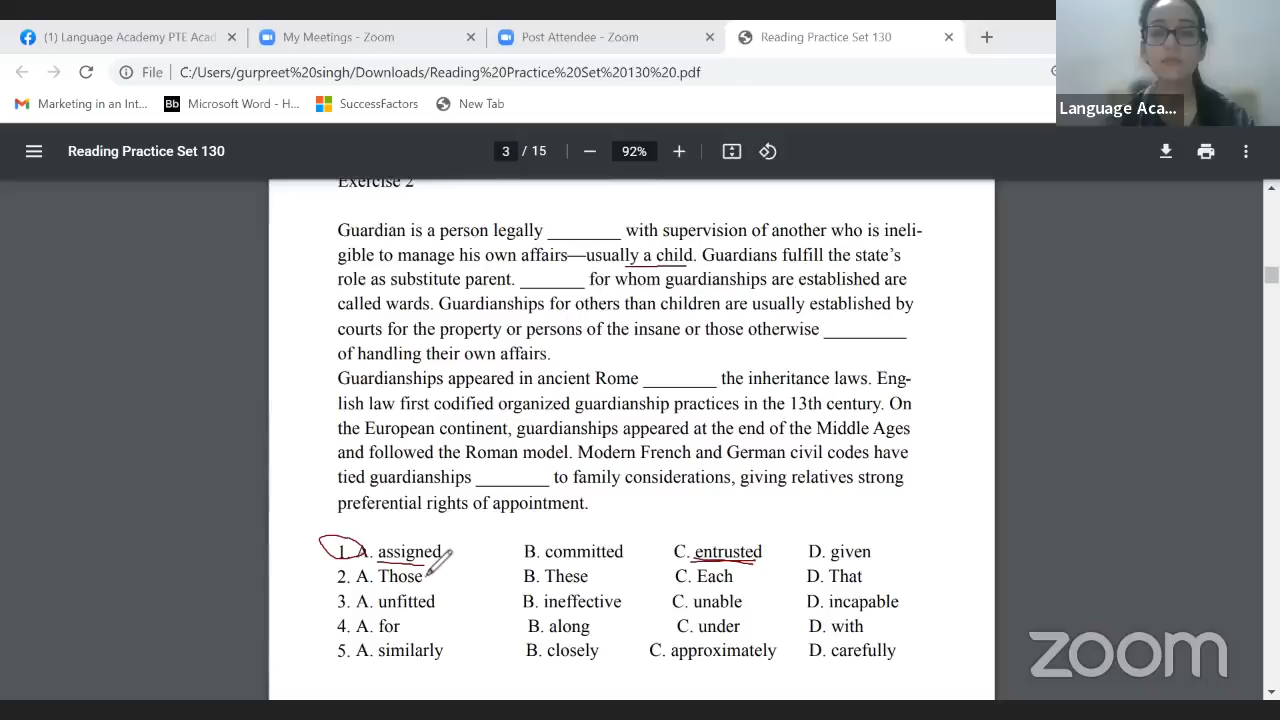 (1) Language Academy PTE Acad
My Meetings - Zoom
Post Attendee - Zoom
Reading Practice Set 130
File
C:/Users/gurpreet%20singh/Downloads/Reading%20Practice%20Set%20130%20.pdf
Marketing in an Int...
Bb Microsoft Word - H...
SuccessFactors
New Tab
Language Aca...
Reading Practice Set 130
3 / 15
92%
Exercise 2
Guardian is a person legally ________ with supervision of another who is ineli-
gible to manage his own affairs—usually a child. Guardians fulfill the state’s
role as substitute parent. _______ for whom guardianships are established are
called wards. Guardianships for others than children are usually established by
courts for the property or persons of the insane or those otherwise _________
of handling their own affairs.
Guardianships appeared in ancient Rome ________ the inheritance laws. Eng-
lish law first codified organized guardianship practices in the 13th century. On
the European continent, guardianships appeared at the end of the Middle Ages
and followed the Roman model. Modern French and German civil codes have
tied guardianships ________ to family considerations, giving relatives strong
preferential rights of appointment.
1. A. assigned B. committed C. entrusted D. given
2. A. Those B. These C. Each D. That
3. A. unfitted B. ineffective C. unable D. incapable
4. A. for B. along C. under D. with
5. A. similarly B. closely C. approximately D. carefully
zoom